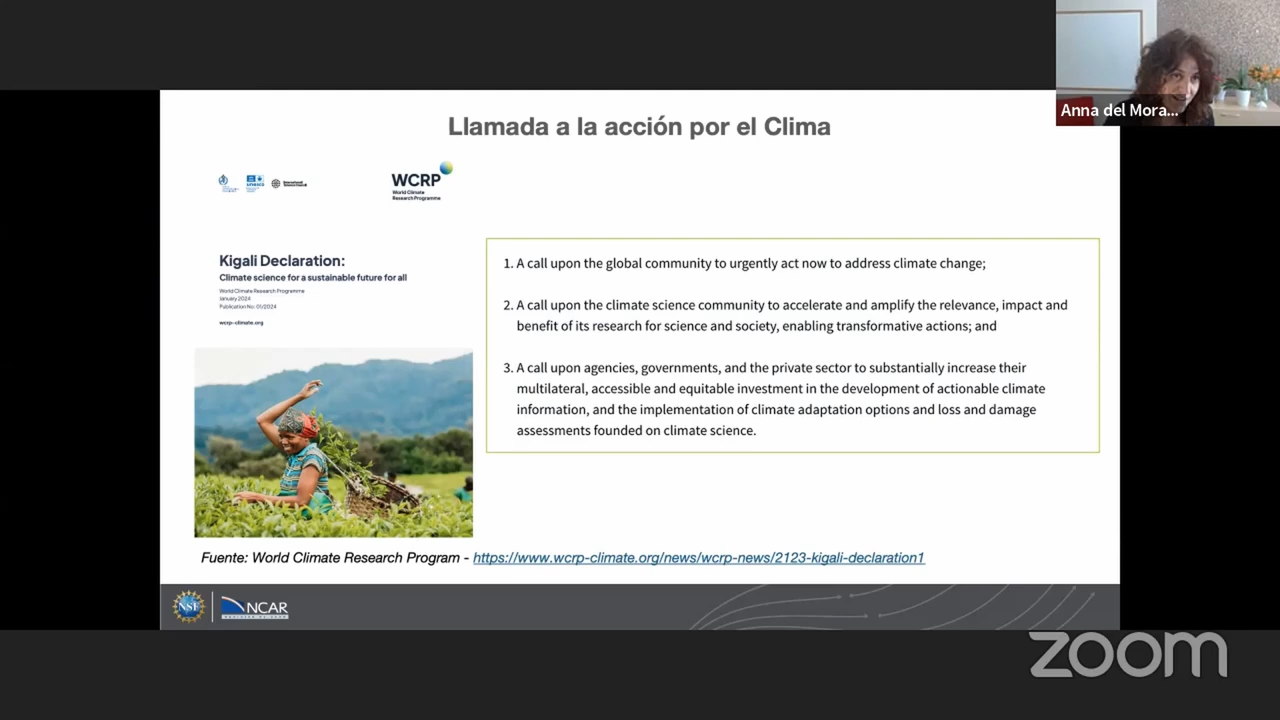 Anna del Mora...
Llamada a la acción por el Clima
UNESCO
WCRP
World Climate
Research Programme
Kigali Declaration:
Climate science for a sustainable future for all
World Climate Research Programme
January 2024
Publication No: 01/2024
wcrp-climate.org
1. A call upon the global community to urgently act now to address climate change;
2. A call upon the climate science community to accelerate and amplify the relevance, impact and
benefit of its research for science and society, enabling transformative actions; and
3. A call upon agencies, governments, and the private sector to substantially increase their
multilateral, accessible and equitable investment in the development of actionable climate
information, and the implementation of climate adaptation options and loss and damage
assessments founded on climate science.
Fuente: World Climate Research Program - https://www.wcrp-climate.org/news/wcrp-news/2123-kigali-declaration1
NSF
NCAR
zoom